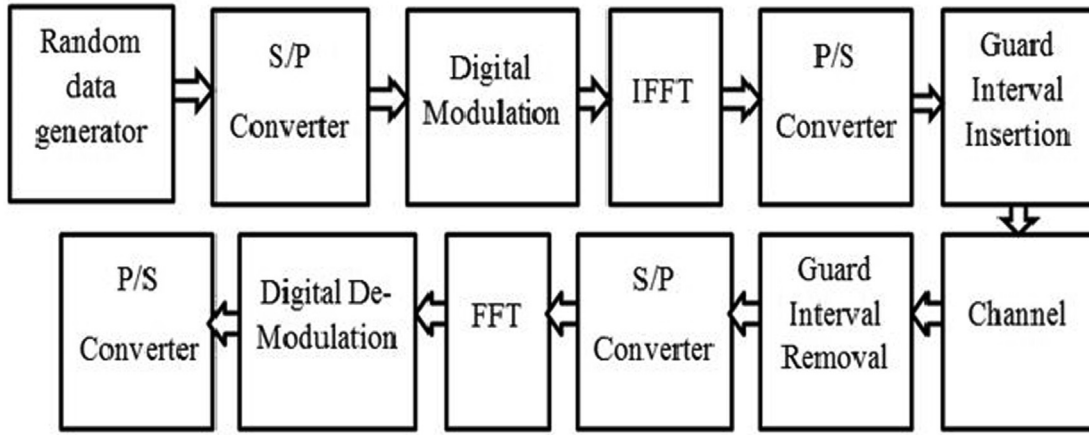 Random
data
generator
S/P
Converter
Digital
Modulation
IFFT
P/S
Converter
Guard
Interval
Insertion
P/S
Converter
Digital De-
Modulation
FFT
S/P
Converter
Guard
Interval
Removal
Channel